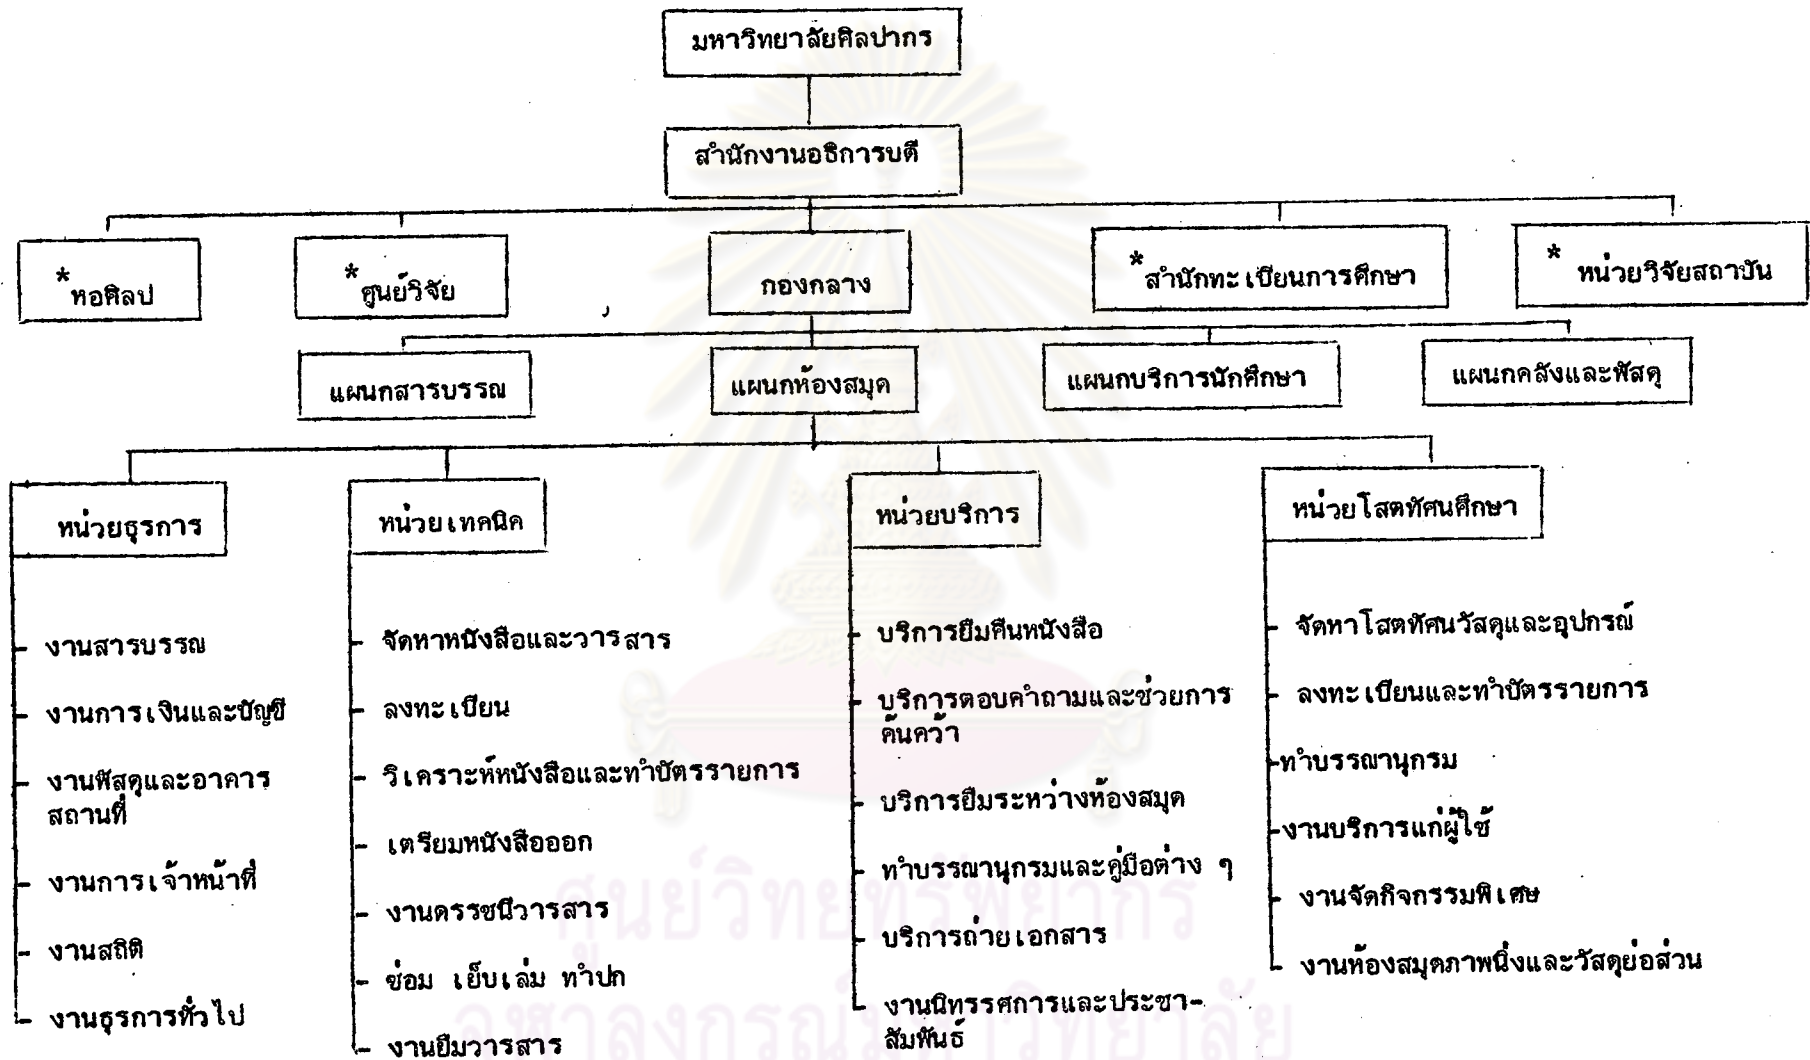 มหาวิทยาลัยศิลปากร
สำนักงานอธิการบดี
*หอศิลป
*ศูนย์วิจัย
กองกลาง
*สำนักทะเบียนการศึกษา
* หน่วยวิจัยสถาบัน
แผนกสารบรรณ
แผนกห้องสมุด
แผนกบริการนักศึกษา
แผนกคลังและพัสดุ
หน่วยธุรการ
- งานสารบรรณ
- งานการเงินและบัญชี
- งานพัสดุและอาคาร
สถานที่
- งานการเจ้าหน้าที่
- งานสถิติ
- งานธุรการทั่วไป
หน่วยเทคนิค
- จัดหาหนังสือและวารสาร
- ลงทะเบียน
- วิเคราะห์หนังสือและทำบัตรรายการ
- เตรียมหนังสือออก
- งานดรรชนีวารสาร
- ซ่อม เย็บเล่ม ทำปก
- งานยืมวารสาร
หน่วยบริการ
- บริการยืมคืนหนังสือ
- บริการตอบคำถามและช่วยการ
ค้นคว้า
- บริการยืมระหว่างห้องสมุด
- ทำบรรณานุกรมและคู่มือต่าง ๆ
- บริการถ่ายเอกสาร
- งานนิทรรศการและประชา-
สัมพันธ์
หน่วยโสตทัศนศึกษา
- จัดหาโสตทัศนวัสดุและอุปกรณ์
- ลงทะเบียนและทำบัตรรายการ
-ทำบรรณานุกรม
-งานบริการแก่ผู้ใช้
- งานจัดกิจกรรมพิเศษ
- งานห้องสมุดภาพนิ่งและวัสดุย่อส่วน
ศูนย์วิทยทรัพยากร
จุฬาลงกรณ์มหาวิทยาลัย